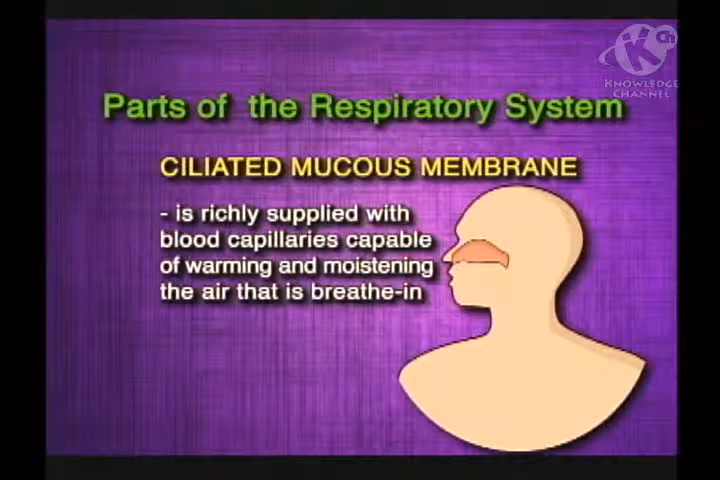 Ch
K
KNOWLEDGE
CHANNEL
Parts of the Respiratory System
CILIATED MUCOUS MEMBRANE
- is richly supplied with
blood capillaries capable
of warming and moistening
the air that is breathe-in